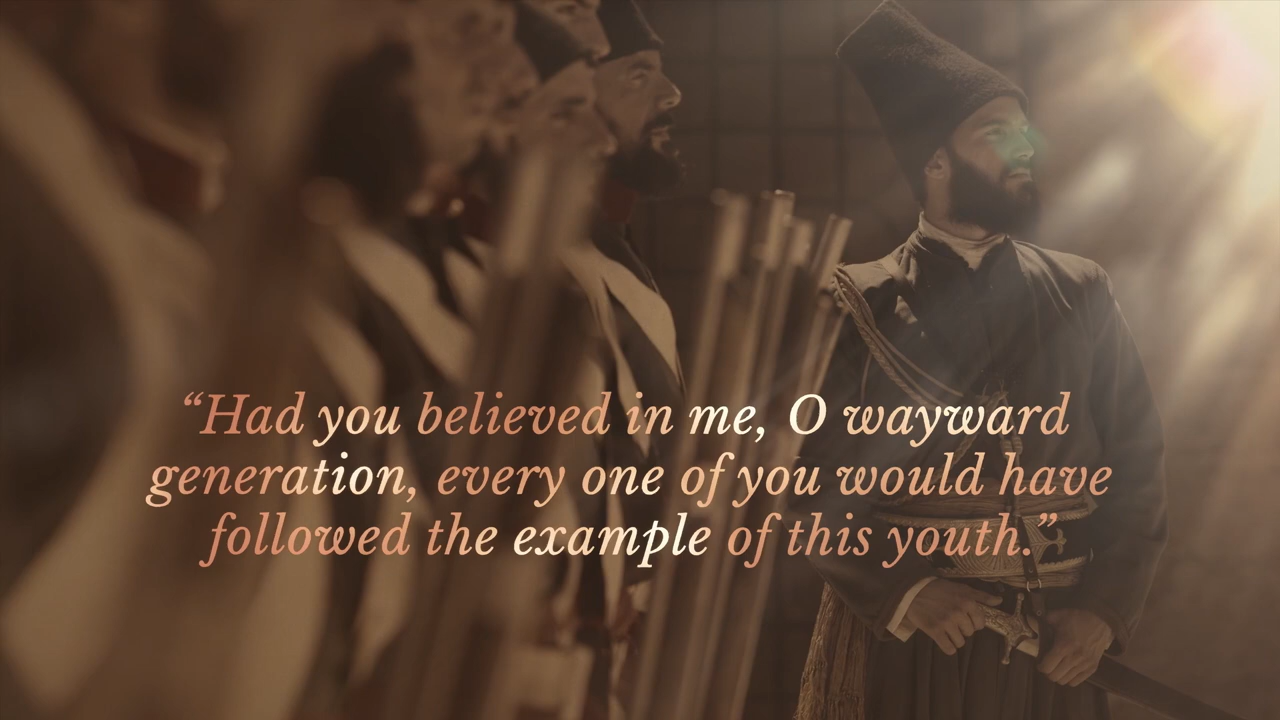 “Had you believed in me, O wayward
generation, every one of you would have
followed the example of this youth.”